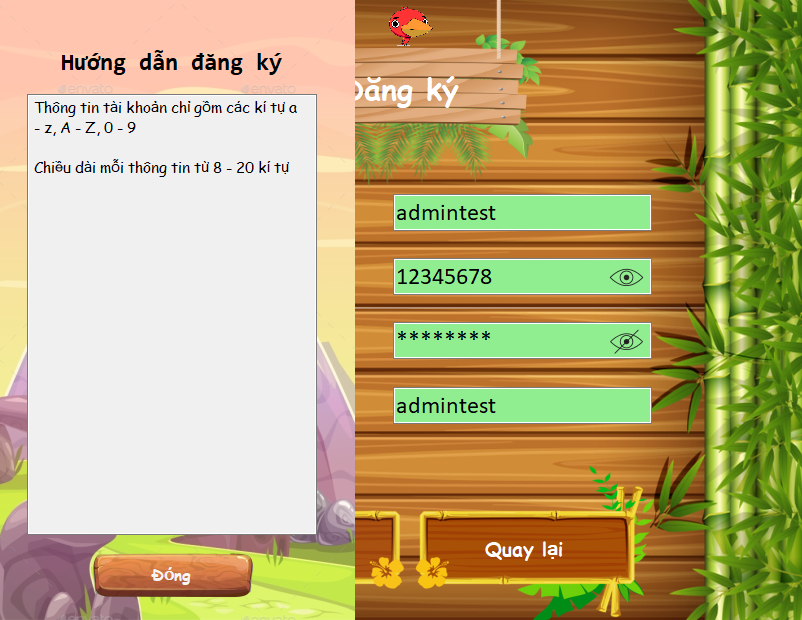 Hướng dẫn đăng ký
Thông tin tài khoản chỉ gồm các kí tự a
- z, A - Z, 0 - 9
Chiều dài mỗi thông tin từ 8 - 20 kí tự
Đóng
Đăng ký
admintest
12345678
********
admintest
Quay lại